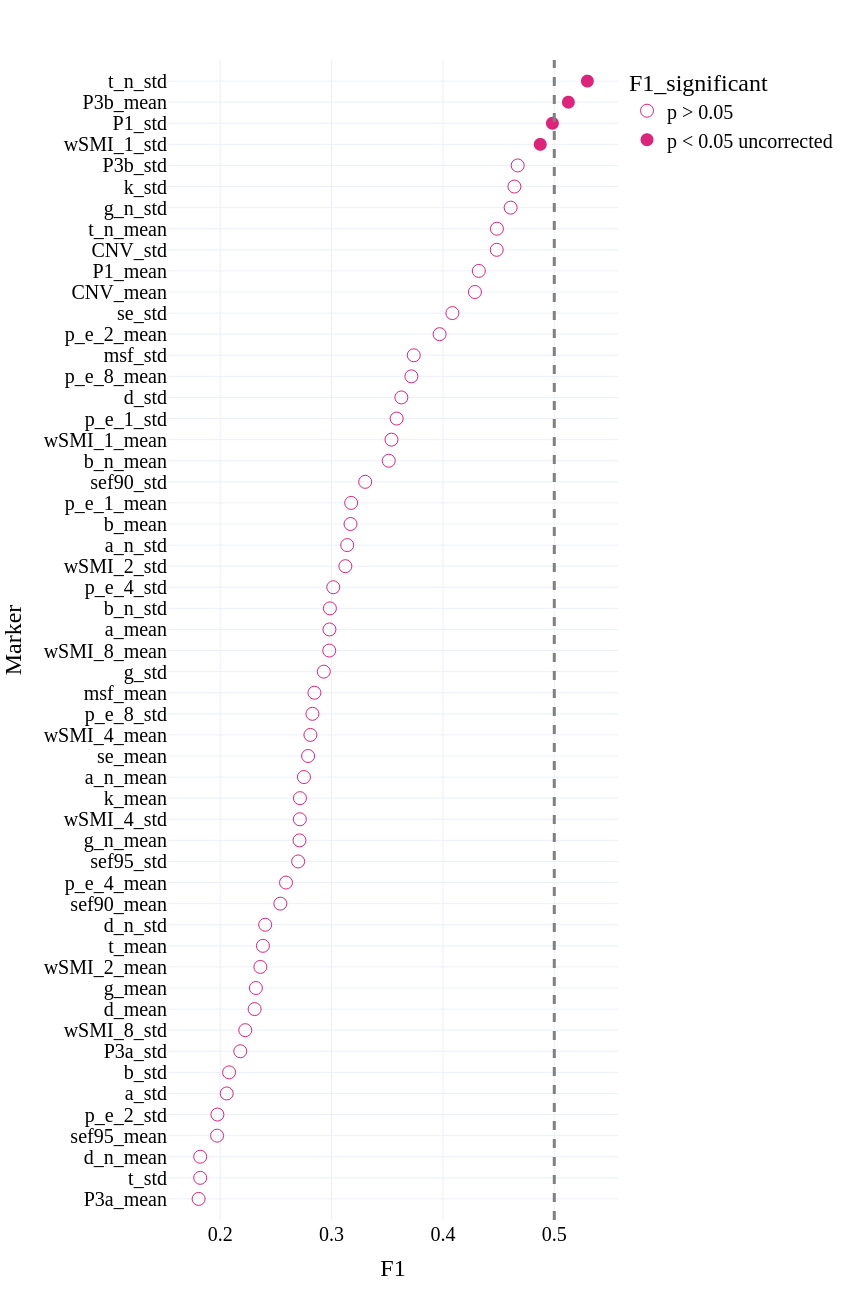 F1_significant
p > 0.05
p < 0.05 uncorrected
t_n_std
P3b_mean
P1_std
wSMI_1_std
P3b_std
k_std
g_n_std
t_n_mean
CNV_std
P1_mean
CNV_mean
se_std
p_e_2_mean
msf_std
p_e_8_mean
d_std
p_e_1_std
wSMI_1_mean
b_n_mean
sef90_std
p_e_1_mean
b_mean
a_n_std
wSMI_2_std
p_e_4_std
b_n_std
a_mean
wSMI_8_mean
g_std
msf_mean
p_e_8_std
wSMI_4_mean
se_mean
a_n_mean
k_mean
wSMI_4_std
g_n_mean
sef95_std
p_e_4_mean
sef90_mean
d_n_std
t_mean
wSMI_2_mean
g_mean
d_mean
wSMI_8_std
P3a_std
b_std
a_std
p_e_2_std
sef95_mean
d_n_mean
t_std
P3a_mean
Marker
0.2 0.3 0.4 0.5
F1